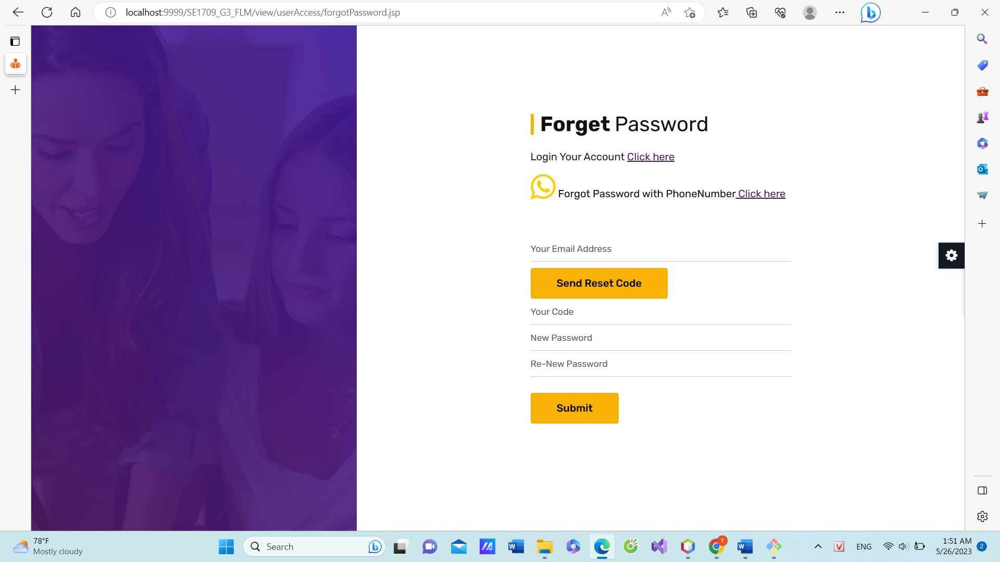 localhost:9999/SE1709_G3_FLM/view/userAccess/forgotPassword.jsp
Forget Password
Login Your Account Click here
Forgot Password with PhoneNumber Click here
Your Email Address
Send Reset Code
Your Code
New Password
Re-New Password
Submit
78°F
Mostly cloudy
Search
T
ENG
1:51 AM
5/26/2023
2